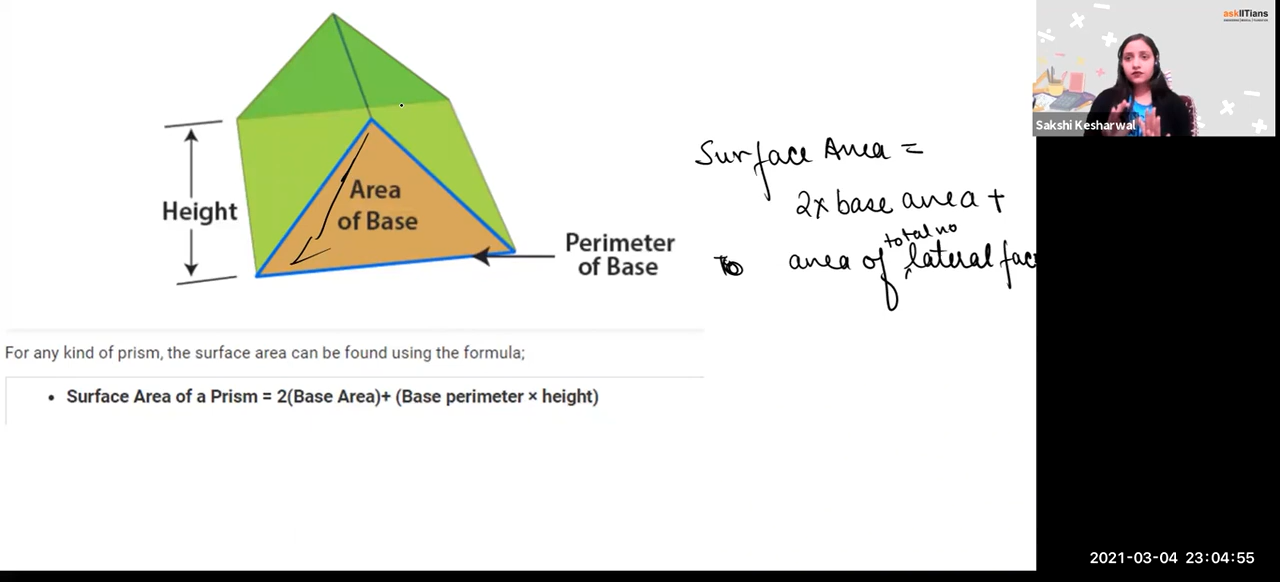 askIITians
Sakshi Kesharwal
Height
Area
of Base
Perimeter
of Base
Surface Area =
2x base area +
total no
area of lateral fac
For any kind of prism, the surface area can be found using the formula;
• Surface Area of a Prism = 2(Base Area)+ (Base perimeter × height)
2021-03-04 23:04:55